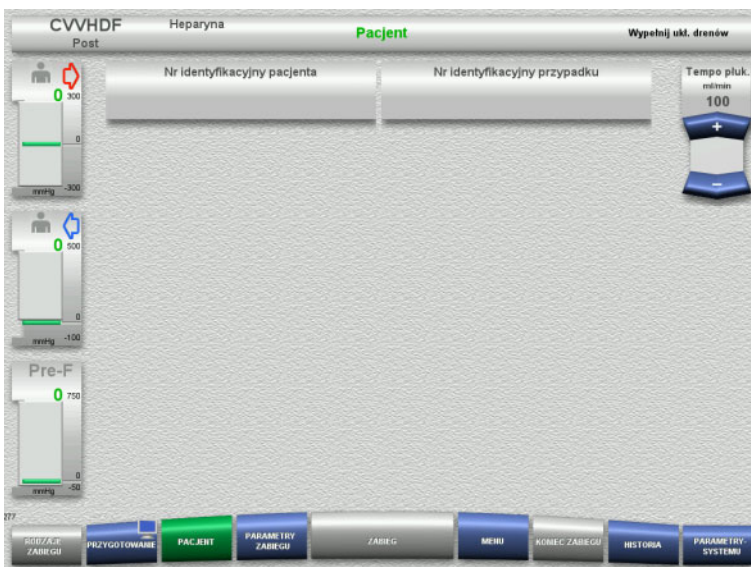 CVVHDF
Post
Heparyna
Pacjent
Wypełnij ukł. drenów
Nr identyfikacyjny pacjenta
Nr identyfikacyjny przypadku
Tempo płuk.
ml/min
100
+
–
0
300
0
-300
mmHg
0
500
0
-100
mmHg
Pre-F
0
750
0
-50
mmHg
277
RODZAJE ZABIEGU
PRZYGOTOWANIE
PACJENT
PARAMETRY ZABIEGU
ZABIEG
MENU
KONIEC ZABIEGU
HISTORIA
PARAMETRY-SYSTEMU